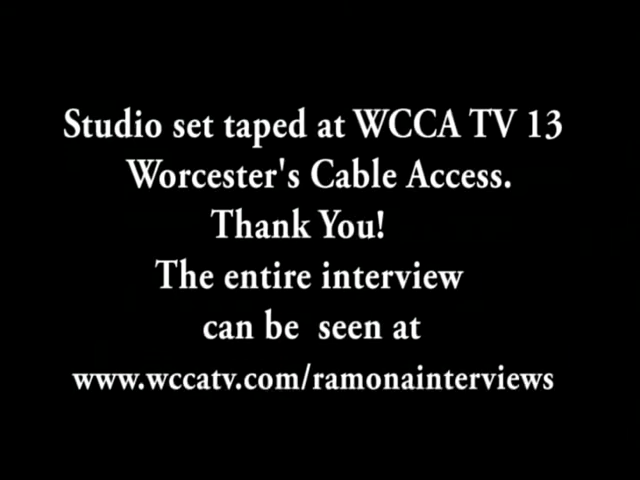 Studio set taped at WCCA TV 13
Worcester's Cable Access.
Thank You!
The entire interview
can be  seen at
www.wccatv.com/ramonainterviews